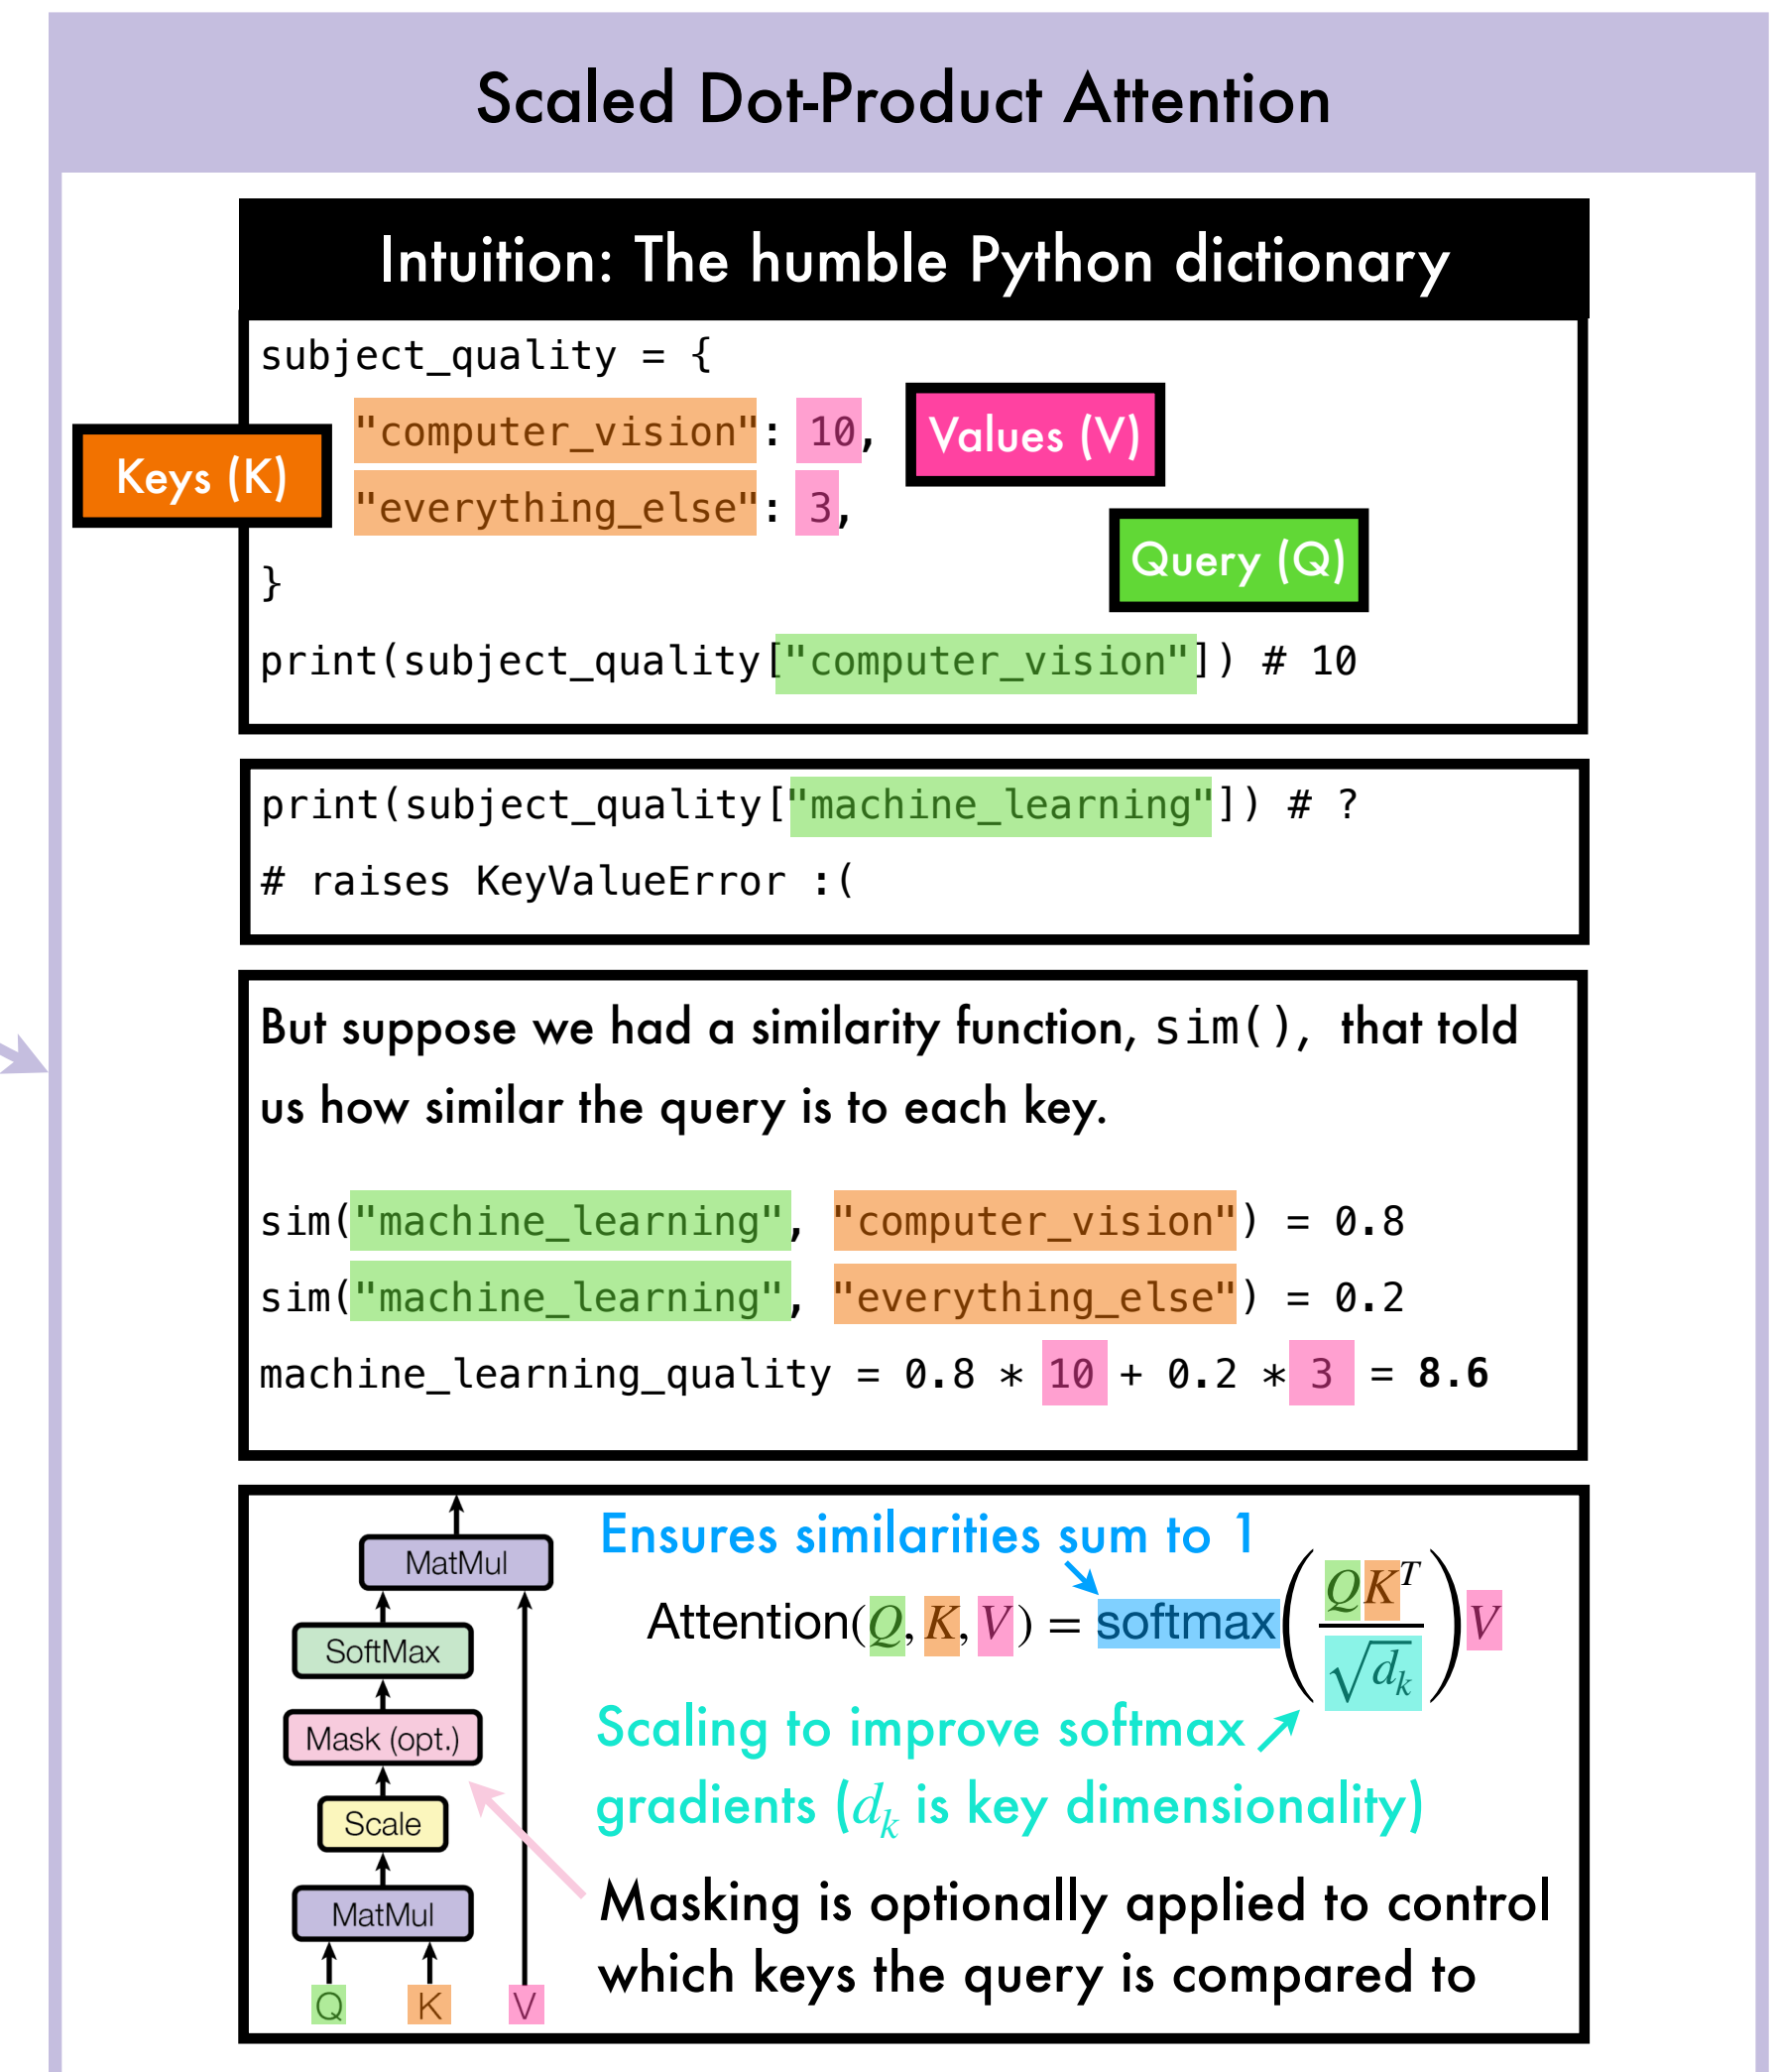 Scaled Dot-Product Attention
Intuition: The humble Python dictionary
subject_quality = {
"computer_vision": 10,
Values (V)
Keys (K)
"everything_else": 3,
Query (Q)
}
print(subject_quality["computer_vision"]) # 10
print(subject_quality["machine_learning"]) # ?
# raises KeyValueError :(
But suppose we had a similarity function, sim(), that told
us how similar the query is to each key.
sim("machine_learning", "computer_vision") = 0.8
sim("machine_learning", "everything_else") = 0.2
machine_learning_quality = 0.8 * 10 + 0.2 * 3 = 8.6
MatMul
SoftMax
Mask (opt.)
Scale
MatMul
Q K V
Ensures similarities sum to 1
Attention(Q, K, V) = softmax(QK^T / √d_k)V
Scaling to improve softmax
gradients (d_k is key dimensionality)
Masking is optionally applied to control
which keys the query is compared to